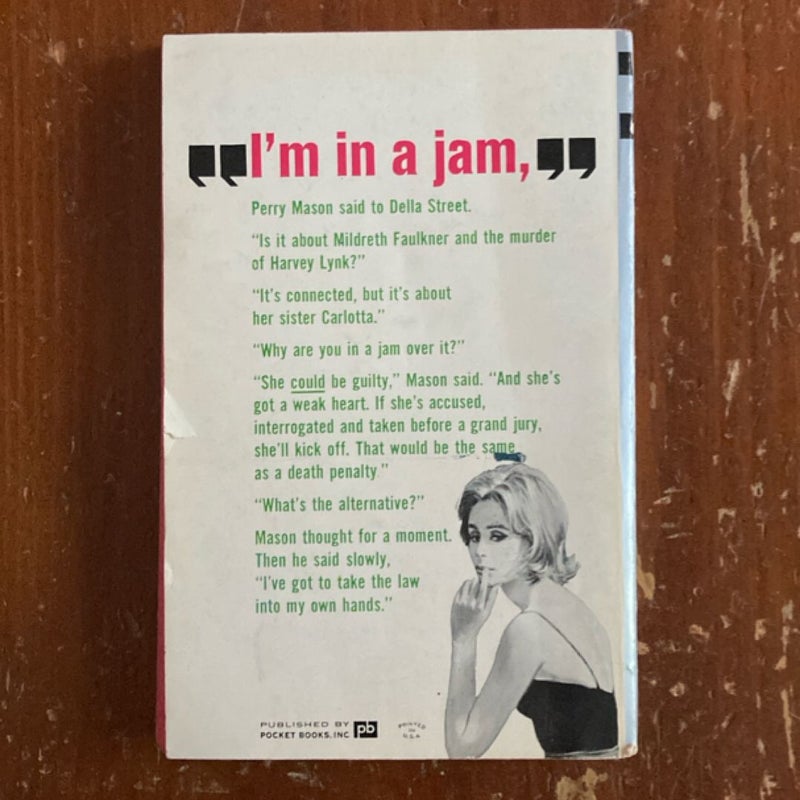 "I'm in a jam,"
Perry Mason said to Della Street.
"Is it about Mildreth Faulkner and the murder
of Harvey Lynk?"
"It's connected, but it's about
her sister Carlotta."
"Why are you in a jam over it?"
"She could be guilty," Mason said. "And she's
got a weak heart. If she's accused,
interrogated and taken before a grand jury,
she'll kick off. That would be the same
as a death penalty."
"What's the alternative?"
Mason thought for a moment.
Then he said slowly,
"I've got to take the law
into my own hands."
PUBLISHED BY
POCKET BOOKS, INC pb
PRINTED
IN
U.S.A.